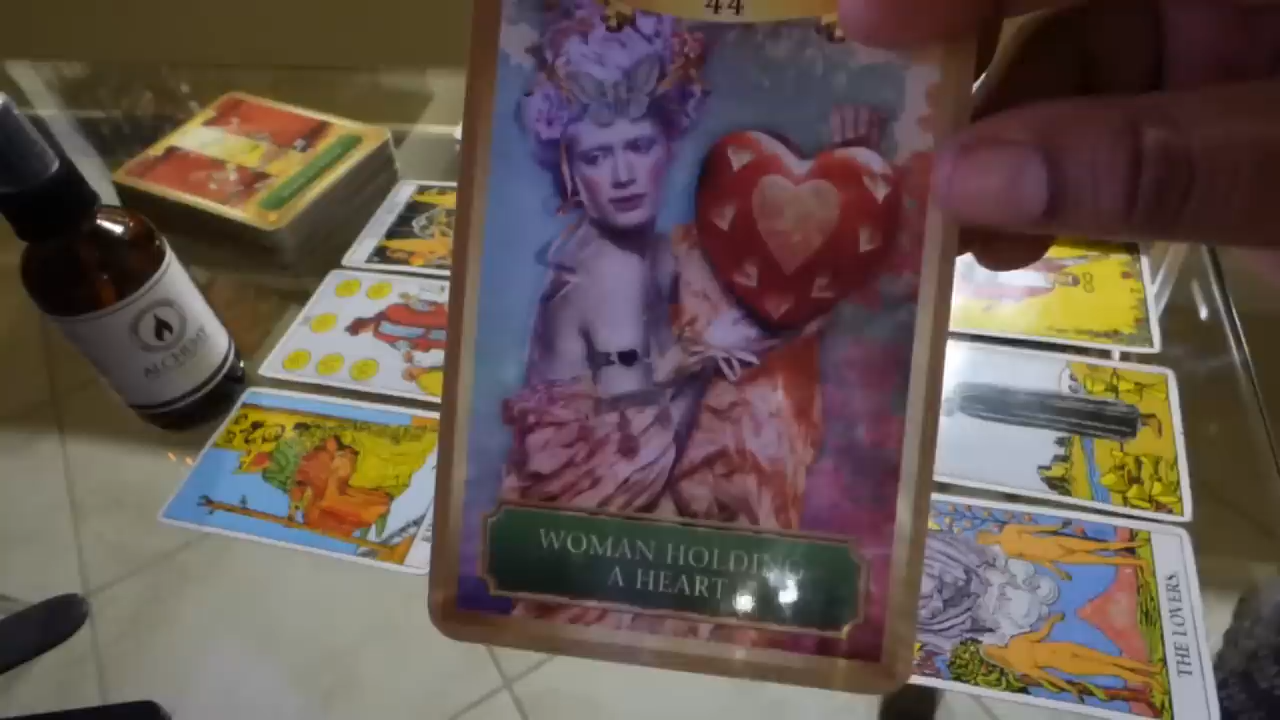 44
WOMAN HOLDING
A HEART
ALCHEMY
THE LOVERS